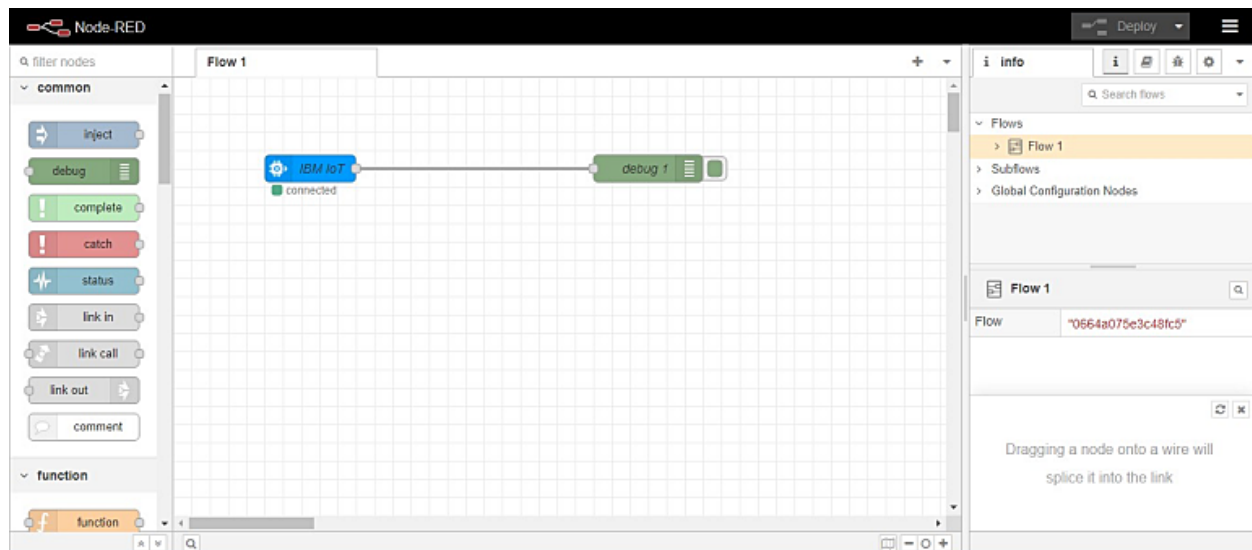 Node-RED
Deploy
filter nodes
Flow 1
i info
i
Search flows
common
inject
debug
complete
catch
status
link in
link call
link out
comment
function
f function
IBM IoT
connected
debug 1
Flows
Flow 1
Subflows
Global Configuration Nodes
Flow 1
Flow "0664a075e3c48fc5"
Dragging a node onto a wire will
splice it into the link